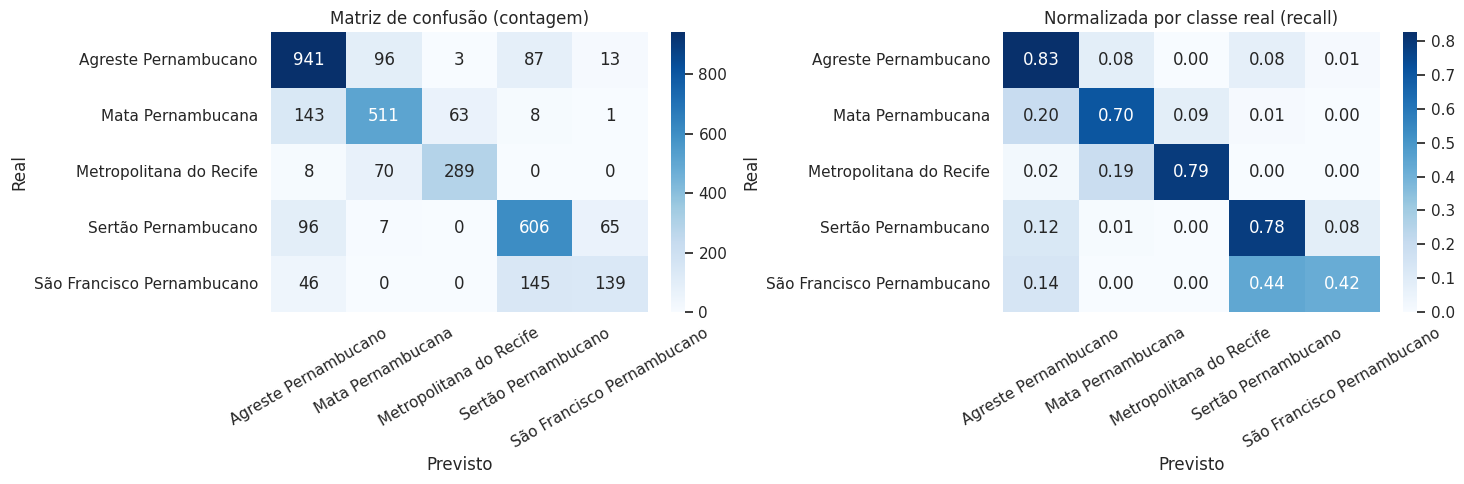 Matriz de confusão (contagem)
Real
Agreste Pernambucano 941 96 3 87 13
Mata Pernambucana 143 511 63 8 1
Metropolitana do Recife 8 70 289 0 0
Sertão Pernambucano 96 7 0 606 65
São Francisco Pernambucano 46 0 0 145 139
800
600
400
200
0
Agreste Pernambucano
Mata Pernambucana
Metropolitana do Recife
Sertão Pernambucano
São Francisco Pernambucano
Previsto
Normalizada por classe real (recall)
Real
Agreste Pernambucano 0.83 0.08 0.00 0.08 0.01
Mata Pernambucana 0.20 0.70 0.09 0.01 0.00
Metropolitana do Recife 0.02 0.19 0.79 0.00 0.00
Sertão Pernambucano 0.12 0.01 0.00 0.78 0.08
São Francisco Pernambucano 0.14 0.00 0.00 0.44 0.42
0.8
0.7
0.6
0.5
0.4
0.3
0.2
0.1
0.0
Agreste Pernambucano
Mata Pernambucana
Metropolitana do Recife
Sertão Pernambucano
São Francisco Pernambucano
Previsto